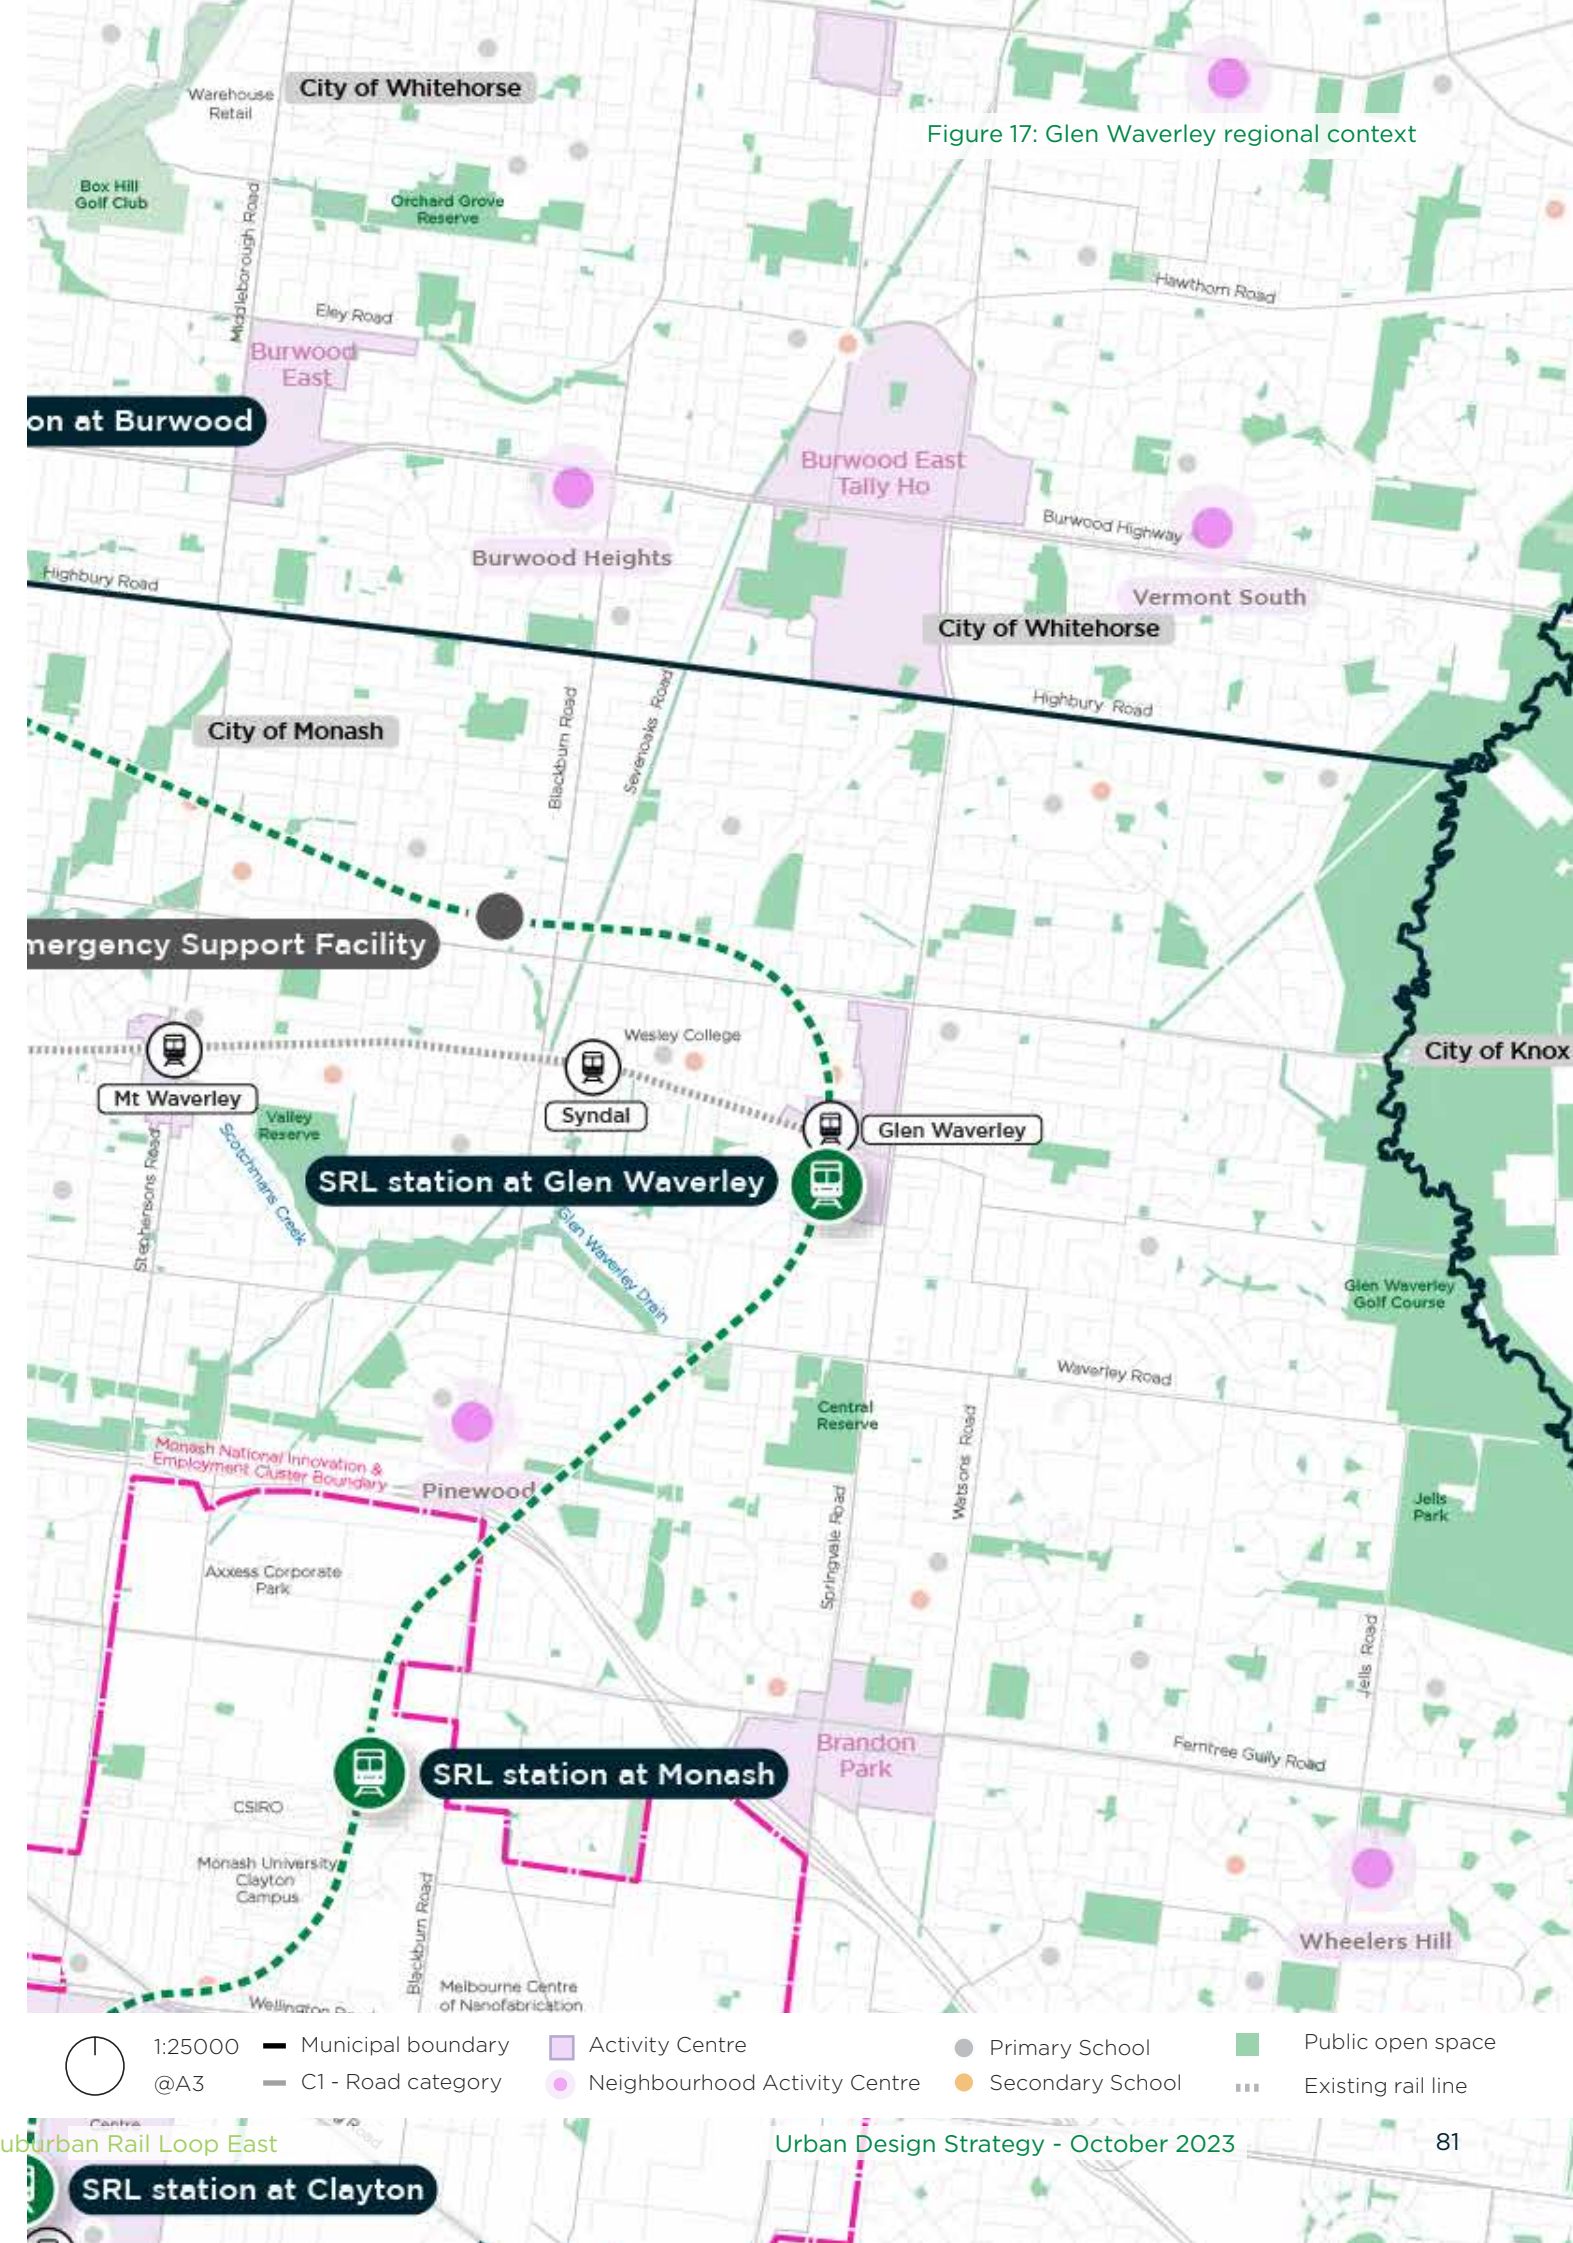 Warehouse
Retail
City of Whitehorse
Figure 17: Glen Waverley regional context
Box Hill
Golf Club
Orchard Grove
Reserve
Middleborough Road
Hawthorn Road
Eley Road
Burwood
East
on at Burwood
Burwood East
Tally Ho
Burwood Highway
Burwood Heights
Vermont South
Highbury Road
City of Whitehorse
Highbury Road
City of Monash
Blackburn Road
Sevenoaks Road
mergency Support Facility
Wesley College
City of Knox
Mt Waverley
Syndal
Glen Waverley
Valley
Reserve
Scotchmans Creek
Stephensons Road
SRL station at Glen Waverley
Glen Waverley Drain
Glen Waverley
Golf Course
Waverley Road
Central
Reserve
Watsons Road
Springvale Road
Monash National Innovation &
Employment Cluster Boundary
Pinewood
Jells
Park
Axxess Corporate
Park
Jells Road
Brandon
Park
Ferntree Gully Road
SRL station at Monash
CSIRO
Monash University
Clayton
Campus
Blackburn Road
Wheelers Hill
Melbourne Centre
of Nanofabrication
Wellington
1:25000
@A3
Municipal boundary
C1 - Road category
Activity Centre
Neighbourhood Activity Centre
Primary School
Secondary School
Public open space
Existing rail line
Centre
Road
uburban Rail Loop East
Urban Design Strategy - October 2023
81
SRL station at Clayton